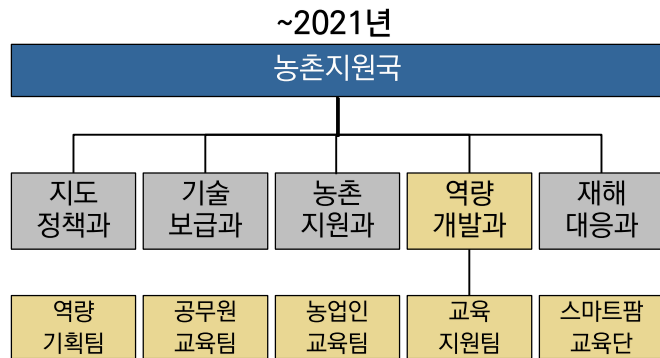 ~2021년
농촌지원국
지도
정책과
기술
보급과
농촌
지원과
역량
개발과
재해
대응과
역량
기획팀
공무원
교육팀
농업인
교육팀
교육
지원팀
스마트팜
교육단